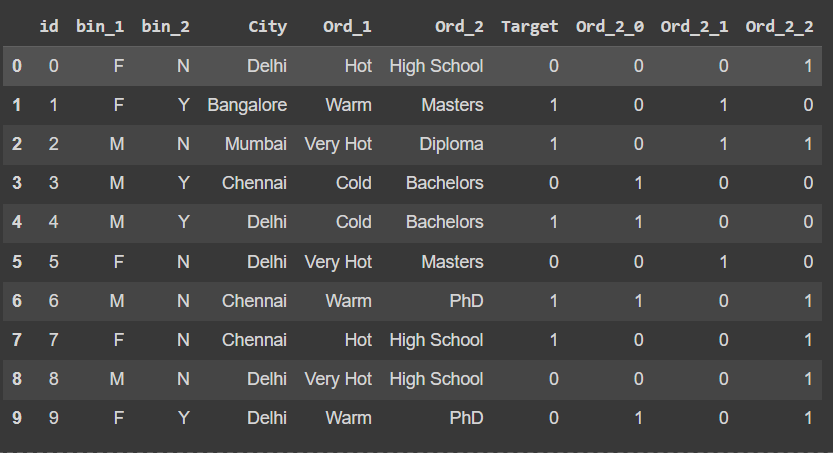 id bin_1 bin_2 City Ord_1 Ord_2 Target Ord_2_0 Ord_2_1 Ord_2_2
0 0 F N Delhi Hot High School 0 0 0 1
1 1 F Y Bangalore Warm Masters 1 0 1 0
2 2 M N Mumbai Very Hot Diploma 1 0 1 1
3 3 M Y Chennai Cold Bachelors 0 1 0 0
4 4 M Y Delhi Cold Bachelors 1 1 0 0
5 5 F N Delhi Very Hot Masters 0 0 1 0
6 6 M N Chennai Warm PhD 1 1 0 1
7 7 F N Chennai Hot High School 1 0 0 1
8 8 M N Delhi Very Hot High School 0 0 0 1
9 9 F Y Delhi Warm PhD 0 1 0 1